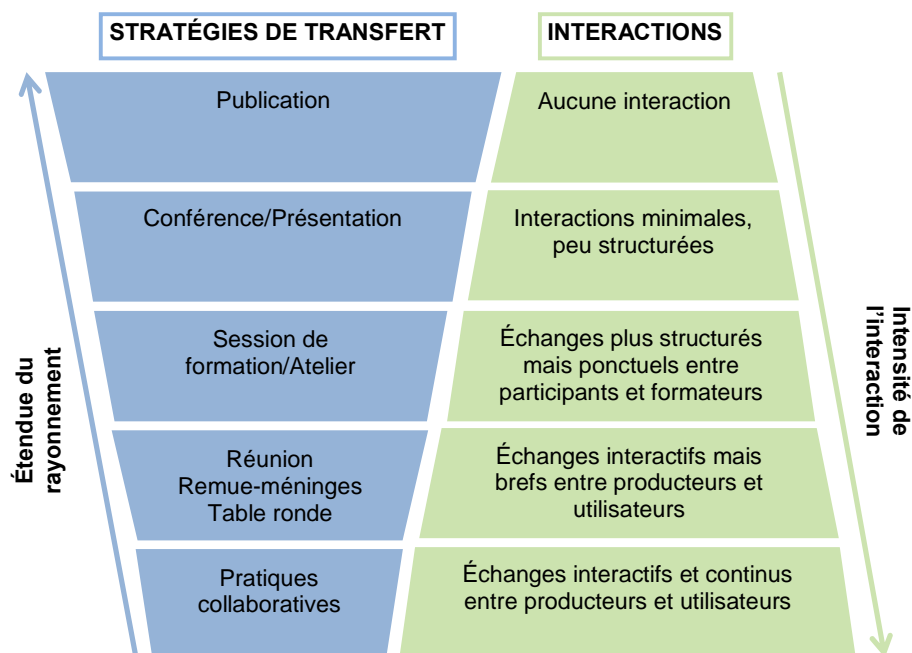 STRATÉGIES DE TRANSFERT
INTERACTIONS
Publication
Aucune interaction
Conférence/Présentation
Interactions minimales,
peu structurées
Session de
formation/Atelier
Échanges plus structurés
mais ponctuels entre
participants et formateurs
Réunion
Remue-méninges
Table ronde
Échanges interactifs mais
brefs entre producteurs et
utilisateurs
Pratiques
collaboratives
Échanges interactifs et continus
entre producteurs et utilisateurs
Étendue du
rayonnement
Intensité de
l'interaction